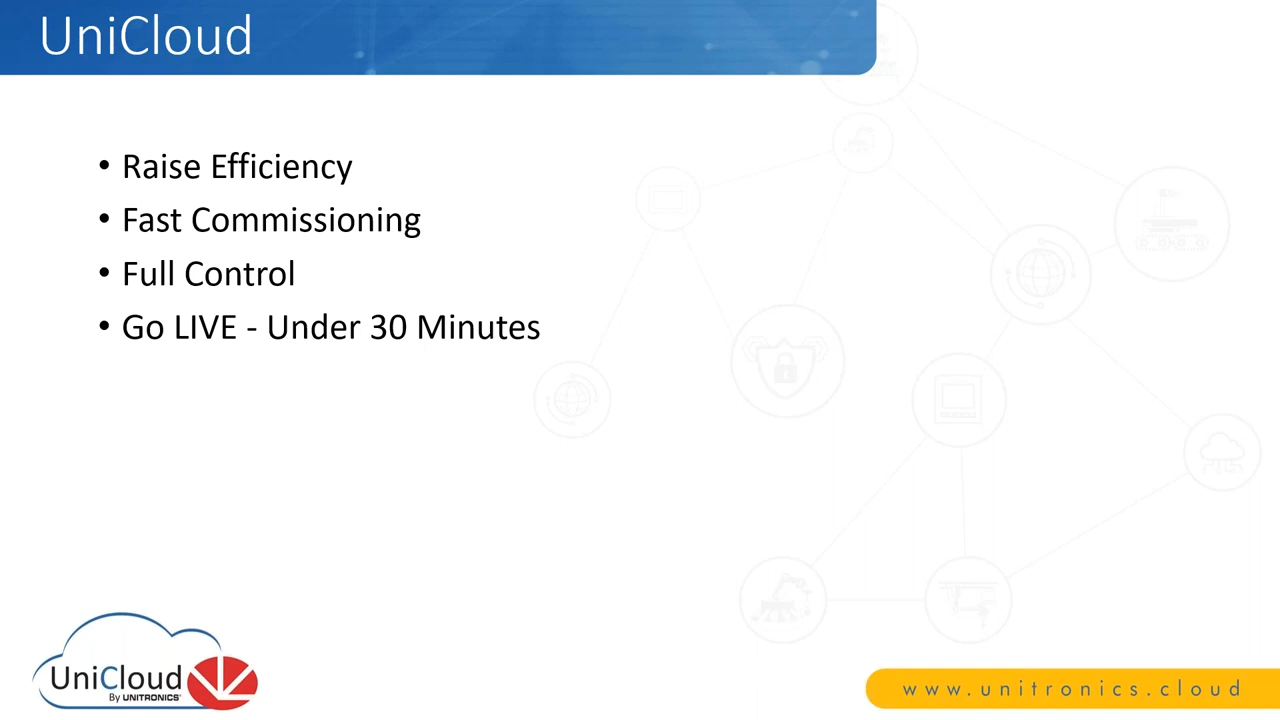 UniCloud
• Raise Efficiency
• Fast Commissioning
• Full Control
• Go LIVE - Under 30 Minutes
UniCloud
By UNITRONICS®
www.unitronics.cloud